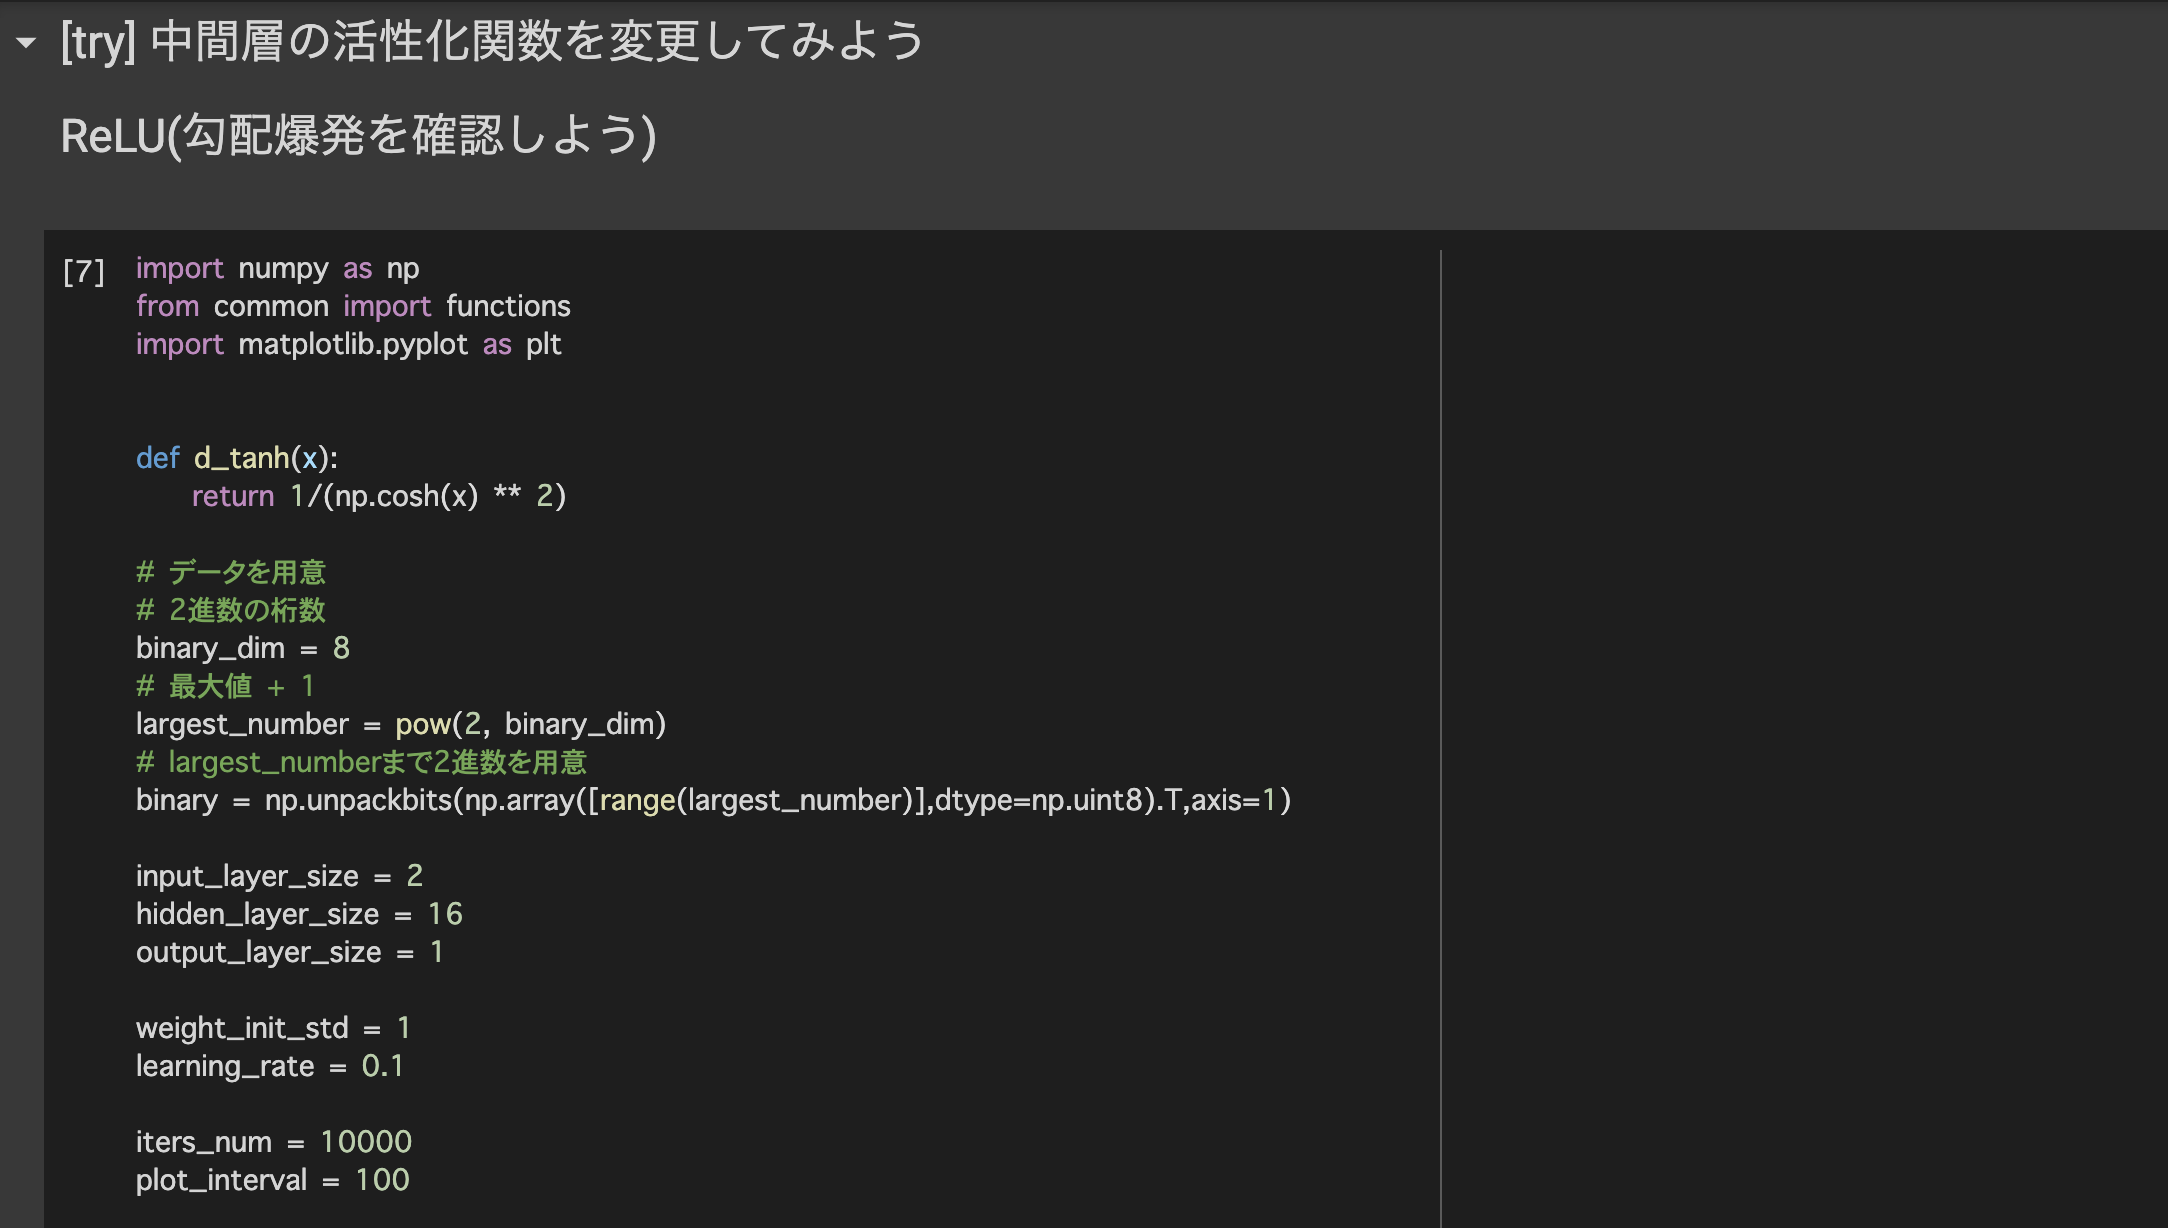 [try] 中間層の活性化関数を変更してみよう
ReLU(勾配爆発を確認しよう)
[7] import numpy as np
from common import functions
import matplotlib.pyplot as plt
def d_tanh(x):
return 1/(np.cosh(x) ** 2)
# データを用意
# 2進数の桁数
binary_dim = 8
# 最大値 + 1
largest_number = pow(2, binary_dim)
# largest_numberまで2進数を用意
binary = np.unpackbits(np.array([range(largest_number)],dtype=np.uint8).T,axis=1)
input_layer_size = 2
hidden_layer_size = 16
output_layer_size = 1
weight_init_std = 1
learning_rate = 0.1
iters_num = 10000
plot_interval = 100